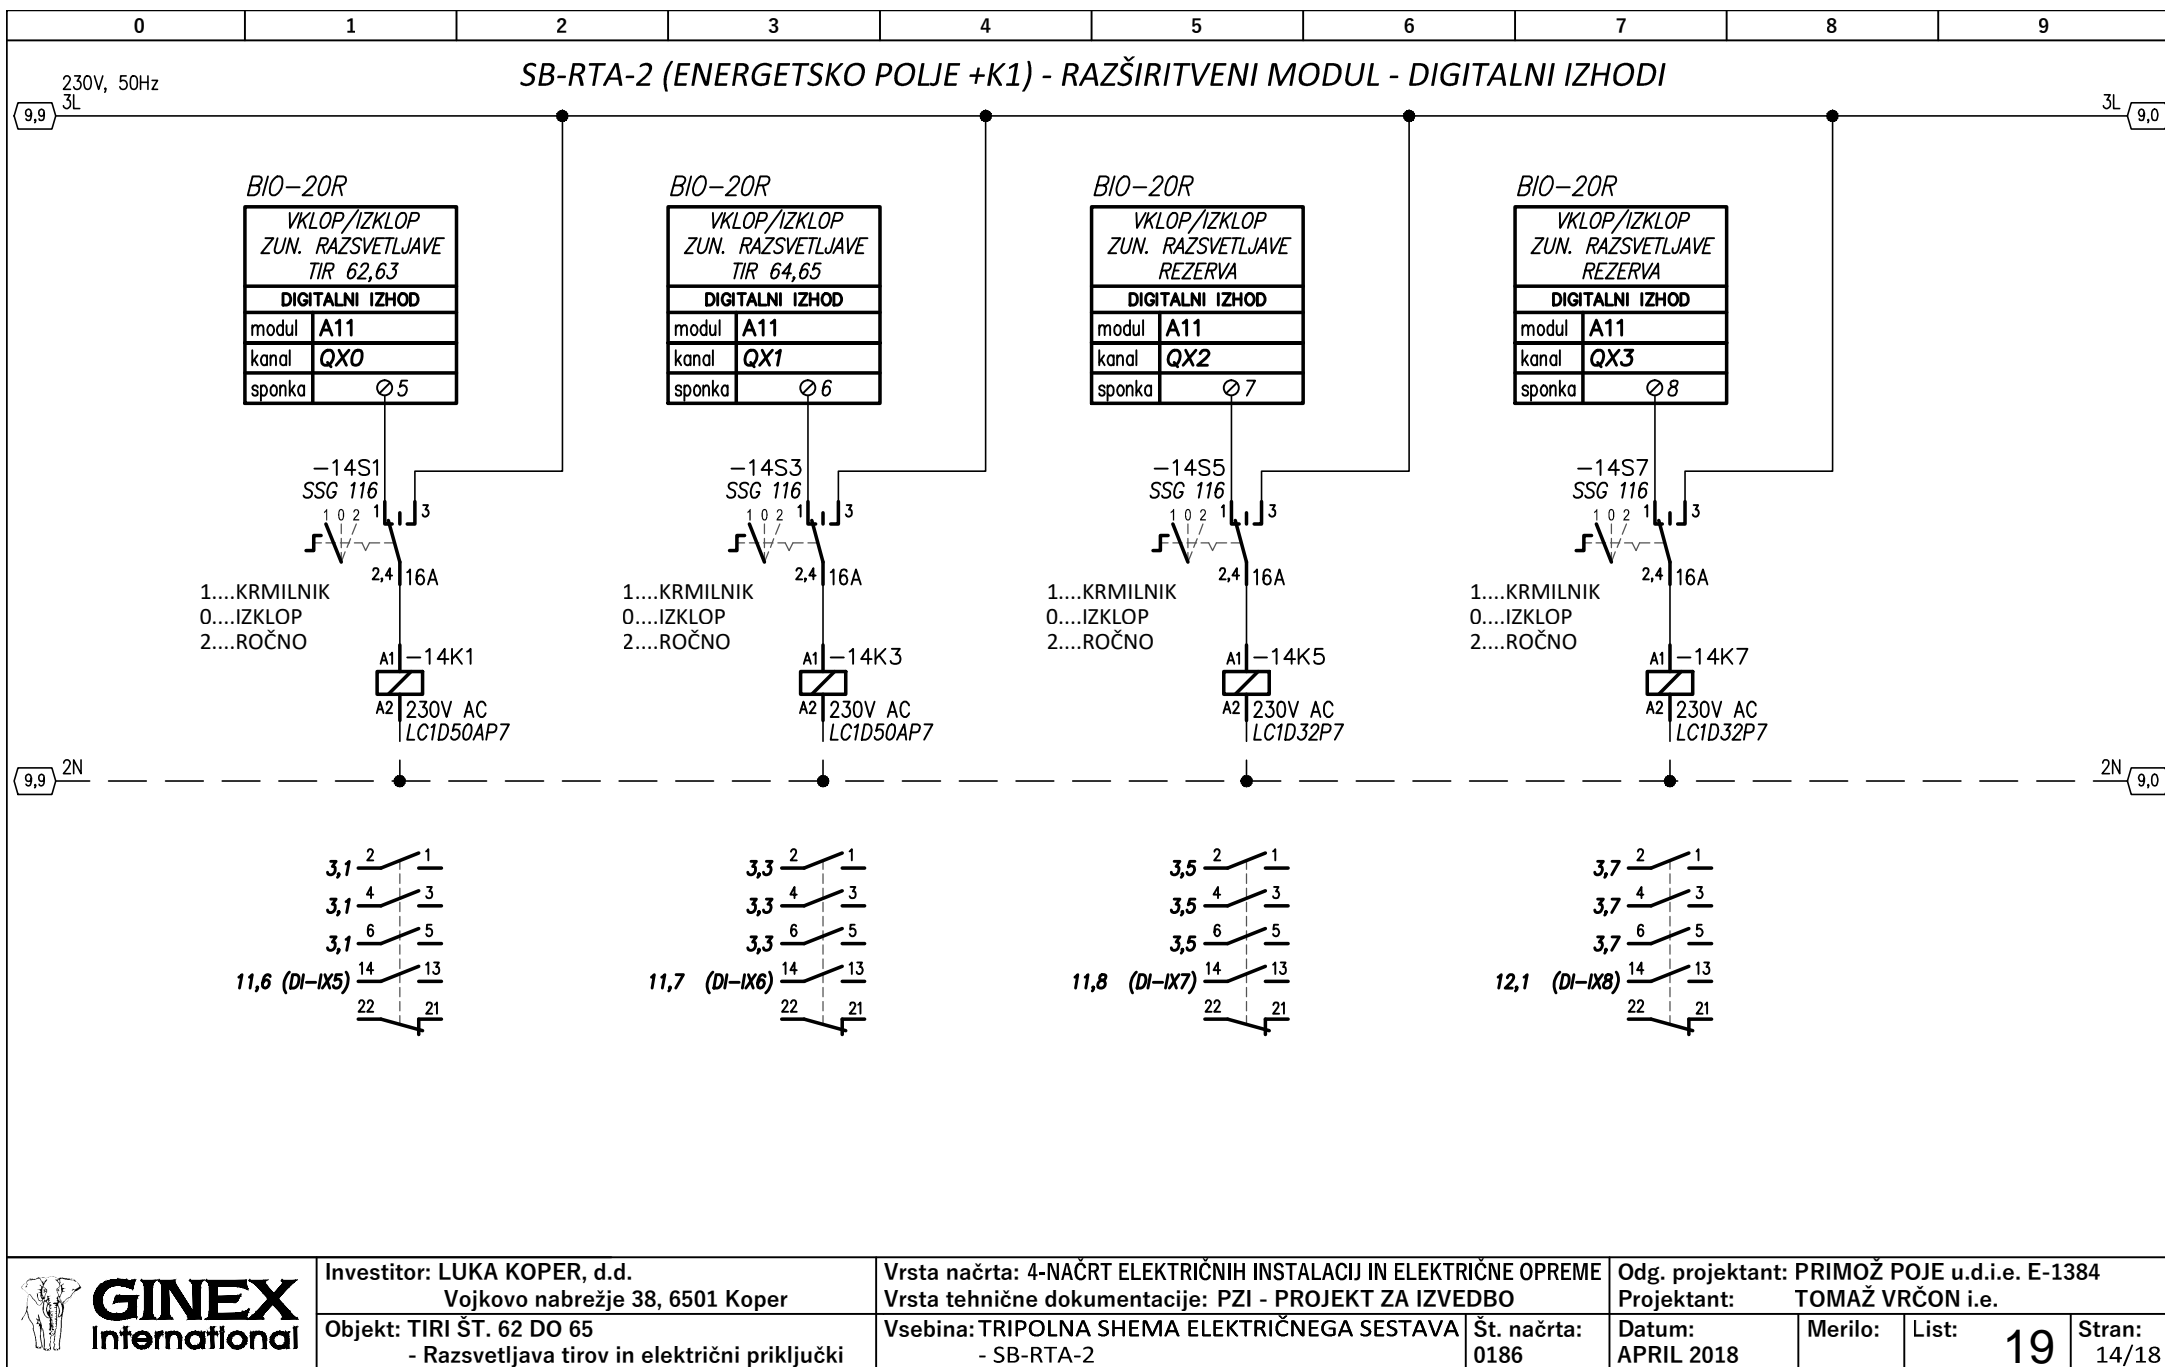 0 1 2 3 4 5 6 7 8 9
SB-RTA-2 (ENERGETSKO POLJE +K1) - RAZŠIRITVENI MODUL - DIGITALNI IZHODI
230V, 50Hz
9,9 3L 3L 9,0
BIO-20R BIO-20R BIO-20R BIO-20R
VKLOP/IZKLOP VKLOP/IZKLOP VKLOP/IZKLOP VKLOP/IZKLOP
ZUN. RAZSVETLJAVE ZUN. RAZSVETLJAVE ZUN. RAZSVETLJAVE ZUN. RAZSVETLJAVE
TIR 62,63 TIR 64,65 REZERVA REZERVA
DIGITALNI IZHOD DIGITALNI IZHOD DIGITALNI IZHOD DIGITALNI IZHOD
modul A11 modul A11 modul A11 modul A11
kanal QX0 kanal QX1 kanal QX2 kanal QX3
sponka 5 sponka 6 sponka 7 sponka 8
-14S1 -14S3 -14S5 -14S7
SSG 116 SSG 116 SSG 116 SSG 116
1 0 2 1 3 1 0 2 1 3 1 0 2 1 3 1 0 2 1 3
2,4 16A 2,4 16A 2,4 16A 2,4 16A
1....KRMILNIK 1....KRMILNIK 1....KRMILNIK 1....KRMILNIK
0....IZKLOP 0....IZKLOP 0....IZKLOP 0....IZKLOP
2....ROČNO 2....ROČNO 2....ROČNO 2....ROČNO
A1 -14K1 A1 -14K3 A1 -14K5 A1 -14K7
A2 230V AC A2 230V AC A2 230V AC A2 230V AC
LC1D50AP7 LC1D50AP7 LC1D32P7 LC1D32P7
9,9 2N 2N 9,0
3,1 2 1 3,3 2 1 3,5 2 1 3,7 2 1
3,1 4 3 3,3 4 3 3,5 4 3 3,7 4 3
3,1 6 5 3,3 6 5 3,5 6 5 3,7 6 5
11,6 (DI-IX5) 14 13 11,7 (DI-IX6) 14 13 11,8 (DI-IX7) 14 13 12,1 (DI-IX8) 14 13
22 21 22 21 22 21 22 21
GINEX
International
Investitor: LUKA KOPER, d.d.
Vojkovo nabrežje 38, 6501 Koper
Objekt: TIRI ŠT. 62 DO 65
- Razsvetljava tirov in električni priključki
Vrsta načrta: 4-NAČRT ELEKTRIČNIH INSTALACIJ IN ELEKTRIČNE OPREME
Vrsta tehnične dokumentacije: PZI - PROJEKT ZA IZVEDBO
Vsebina: TRIPOLNA SHEMA ELEKTRIČNEGA SESTAVA
- SB-RTA-2
Št. načrta:
0186
Odg. projektant: PRIMOŽ POJE u.d.i.e. E-1384
Projektant: TOMAŽ VRČON i.e.
Datum:
APRIL 2018
Merilo:
List: 19
Stran:
14/18